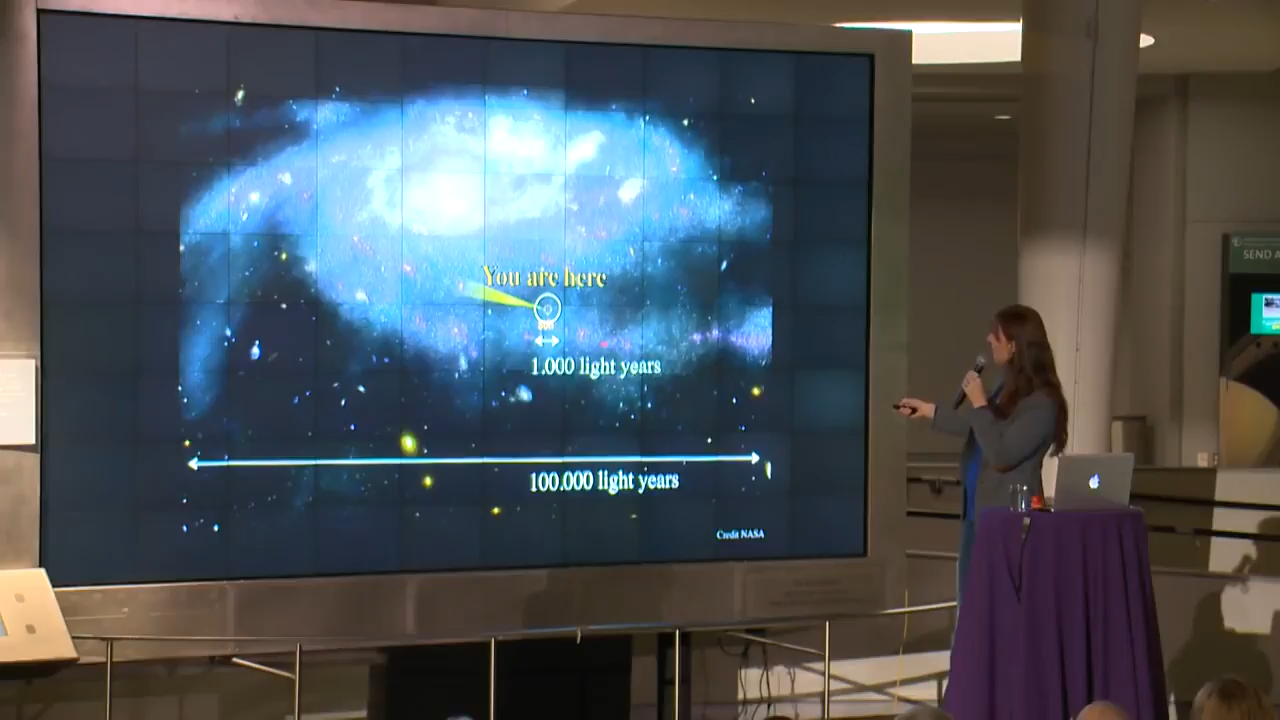 You are here
Sun
1.000 light years
100.000 light years
Credit NASA
SEND A